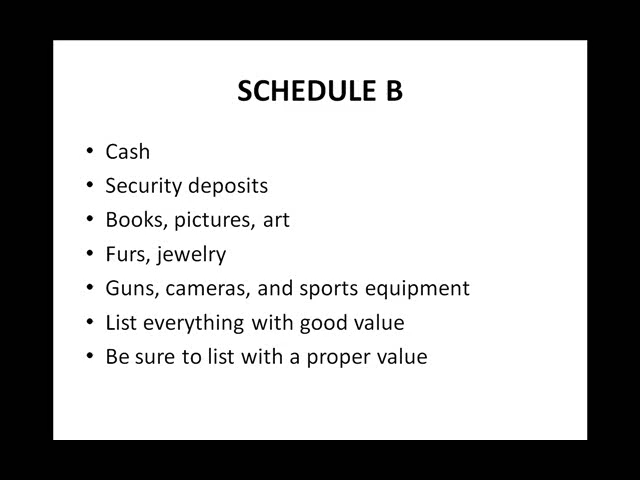 SCHEDULE B
• Cash
• Security deposits
• Books, pictures, art
• Furs, jewelry
• Guns, cameras, and sports equipment
• List everything with good value
• Be sure to list with a proper value